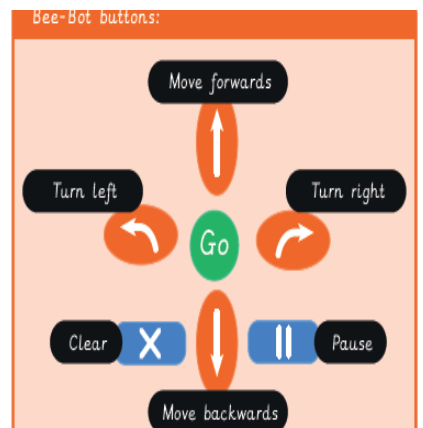 Bee-Bot buttons:
Move forwards
Turn left
Turn right
Go
Clear
Pause
Move backwards